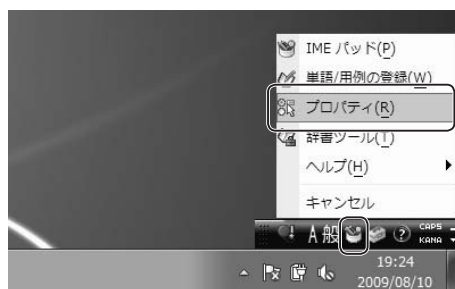 IME パッド(P)
単語/用例の登録(W)
プロパティ(R)
辞書ツール(T)
ヘルプ(H)
キャンセル
A 般 CAPS
KANA
19:24
2009/08/10